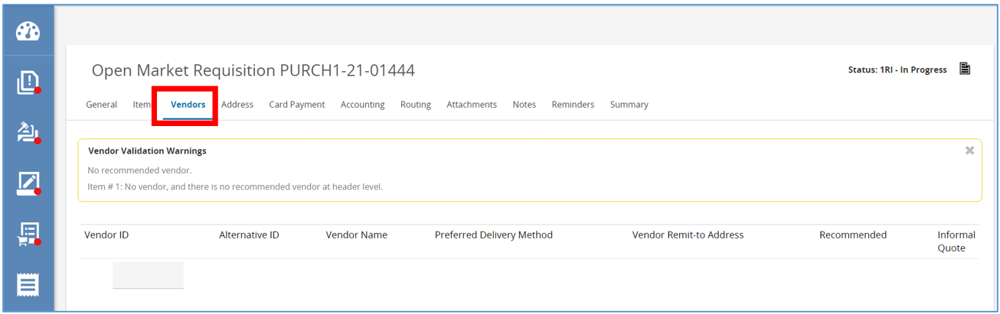 Open Market Requisition PURCH1-21-01444
Status: 1RI - In Progress
General Items Vendors Address Card Payment Accounting Routing Attachments Notes Reminders Summary
Vendor Validation Warnings
No recommended vendor.
Item # 1: No vendor, and there is no recommended vendor at header level.
Vendor ID Alternative ID Vendor Name Preferred Delivery Method Vendor Remit-to Address Recommended Informal
Quote